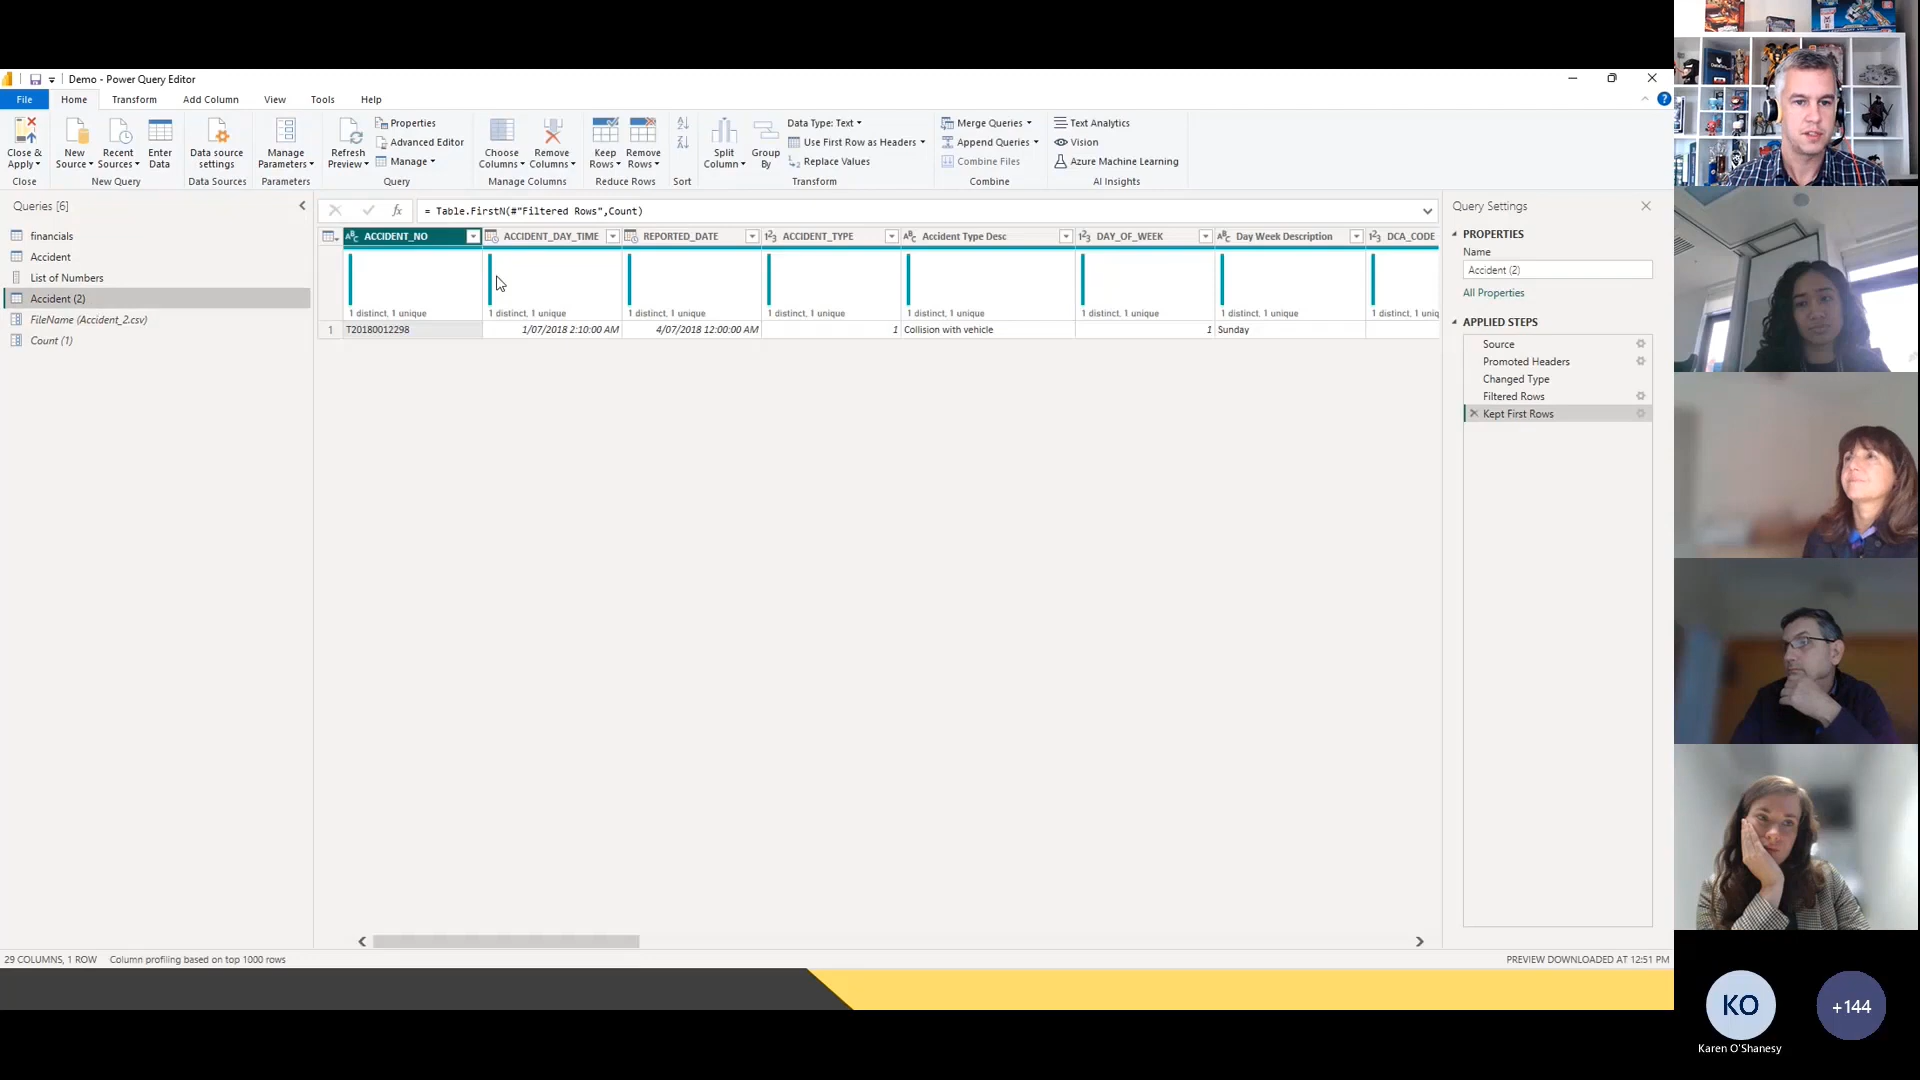 Demo - Power Query Editor
File Home Transform Add Column View Tools Help
Close & Apply
Close
New Source
Recent Sources
Enter Data
New Query
Data source settings
Data Sources
Manage Parameters
Parameters
Refresh Preview
Properties
Advanced Editor
Manage
Query
Choose Columns
Remove Columns
Manage Columns
Keep Rows
Remove Rows
Reduce Rows
Sort
Split Column
Group By
Data Type: Text
Use First Row as Headers
Replace Values
Transform
Merge Queries
Append Queries
Combine Files
Combine
Text Analytics
Vision
Azure Machine Learning
AI Insights
Queries [6]
financials
Accident
List of Numbers
Accident (2)
FileName (Accident_2.csv)
Count (1)
= Table.FirstN(#"Filtered Rows",Count)
ACCIDENT_NO ACCIDENT_DAY_TIME REPORTED_DATE ACCIDENT_TYPE Accident Type Desc DAY_OF_WEEK Day Week Description DCA_CODE
1 distinct, 1 unique 1 distinct, 1 unique 1 distinct, 1 unique 1 distinct, 1 unique 1 distinct, 1 unique 1 distinct, 1 unique 1 distinct, 1 unique 1 distinct, 1 uniq
1 T20180012298 1/07/2018 2:10:00 AM 4/07/2018 12:00:00 AM 1 Collision with vehicle 1 Sunday
Query Settings
PROPERTIES
Name
Accident (2)
All Properties
APPLIED STEPS
Source
Promoted Headers
Changed Type
Filtered Rows
Kept First Rows
29 COLUMNS, 1 ROW Column profiling based on top 1000 rows
PREVIEW DOWNLOADED AT 12:51 PM
KO
+144
Karen O'Shanesy